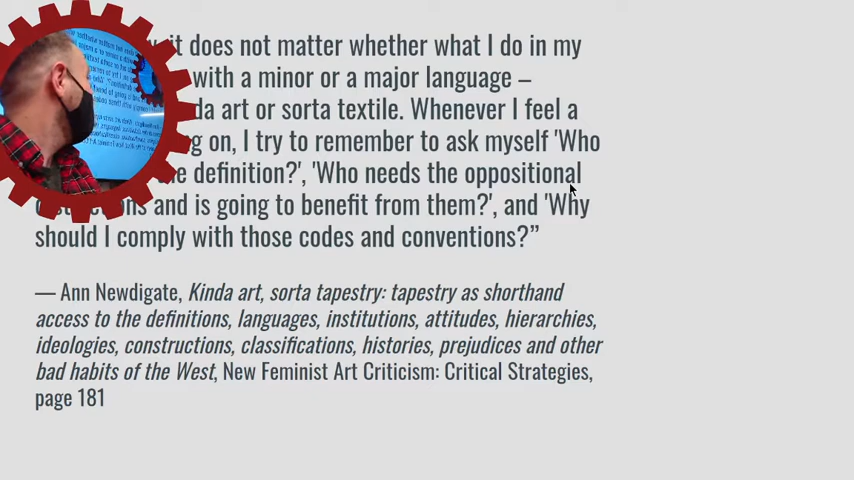 it does not matter whether what I do in my
with a minor or a major language –
da art or sorta textile. Whenever I feel a
on, I try to remember to ask myself 'Who
definition?', 'Who needs the oppositional
and is going to benefit from them?', and 'Why
should I comply with those codes and conventions?”
— Ann Newdigate, Kinda art, sorta tapestry: tapestry as shorthand
access to the definitions, languages, institutions, attitudes, hierarchies,
ideologies, constructions, classifications, histories, prejudices and other
bad habits of the West, New Feminist Art Criticism: Critical Strategies,
page 181